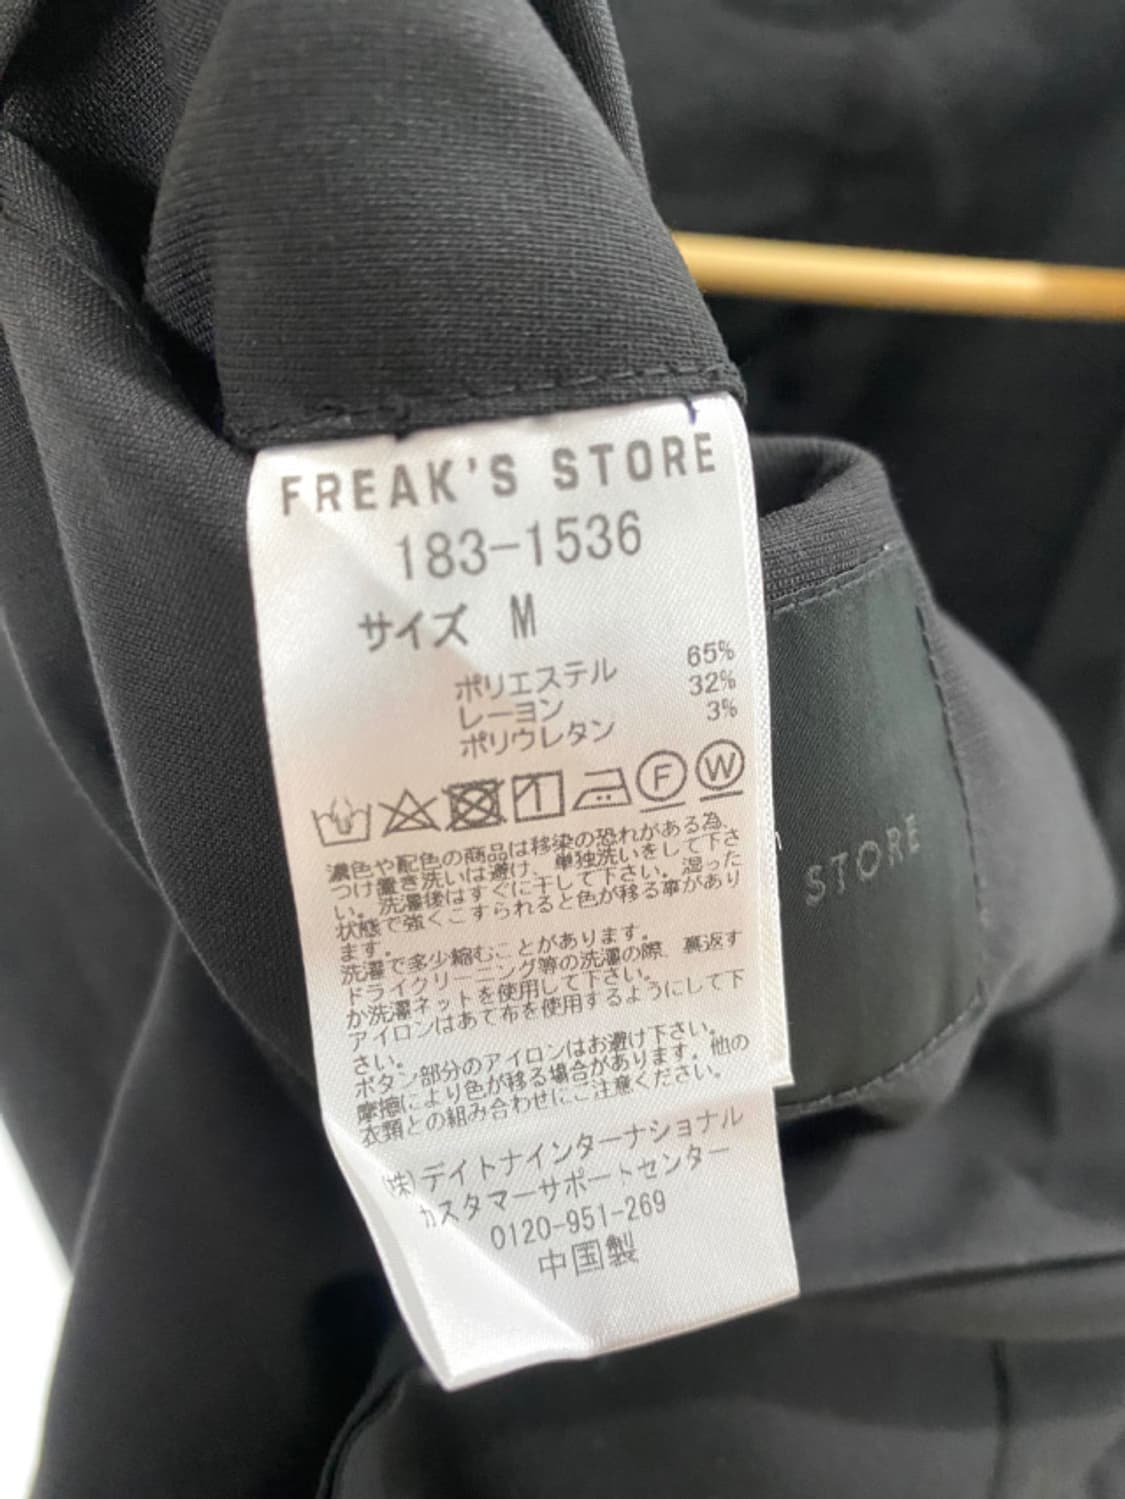 FREAK'S STORE
183-1536
サイズ M
ポリエステル 65%
レーヨン 32%
ポリウレタン 3%
F W
濃色や配色の商品は移染の恐れがある為、
つけ置き洗いは避け、単独洗いをして下さ
い。洗濯後はすぐに干して下さい。湿った
状態で強くこすられると色が移る事があり
ます。
洗濯で多少縮むことがあります。
ドライクリーニング等の洗濯の際、裏返す
か洗濯ネットを使用して下さい。
アイロンはあて布を使用するようにして下
さい。
ボタン部分のアイロンはお避け下さい。
摩擦により色が移る場合があります。他の
衣類との組み合わせにご注意ください。
(株)デイトナインターナショナル
カスタマーサポートセンター
0120-951-269
中国製
STORE